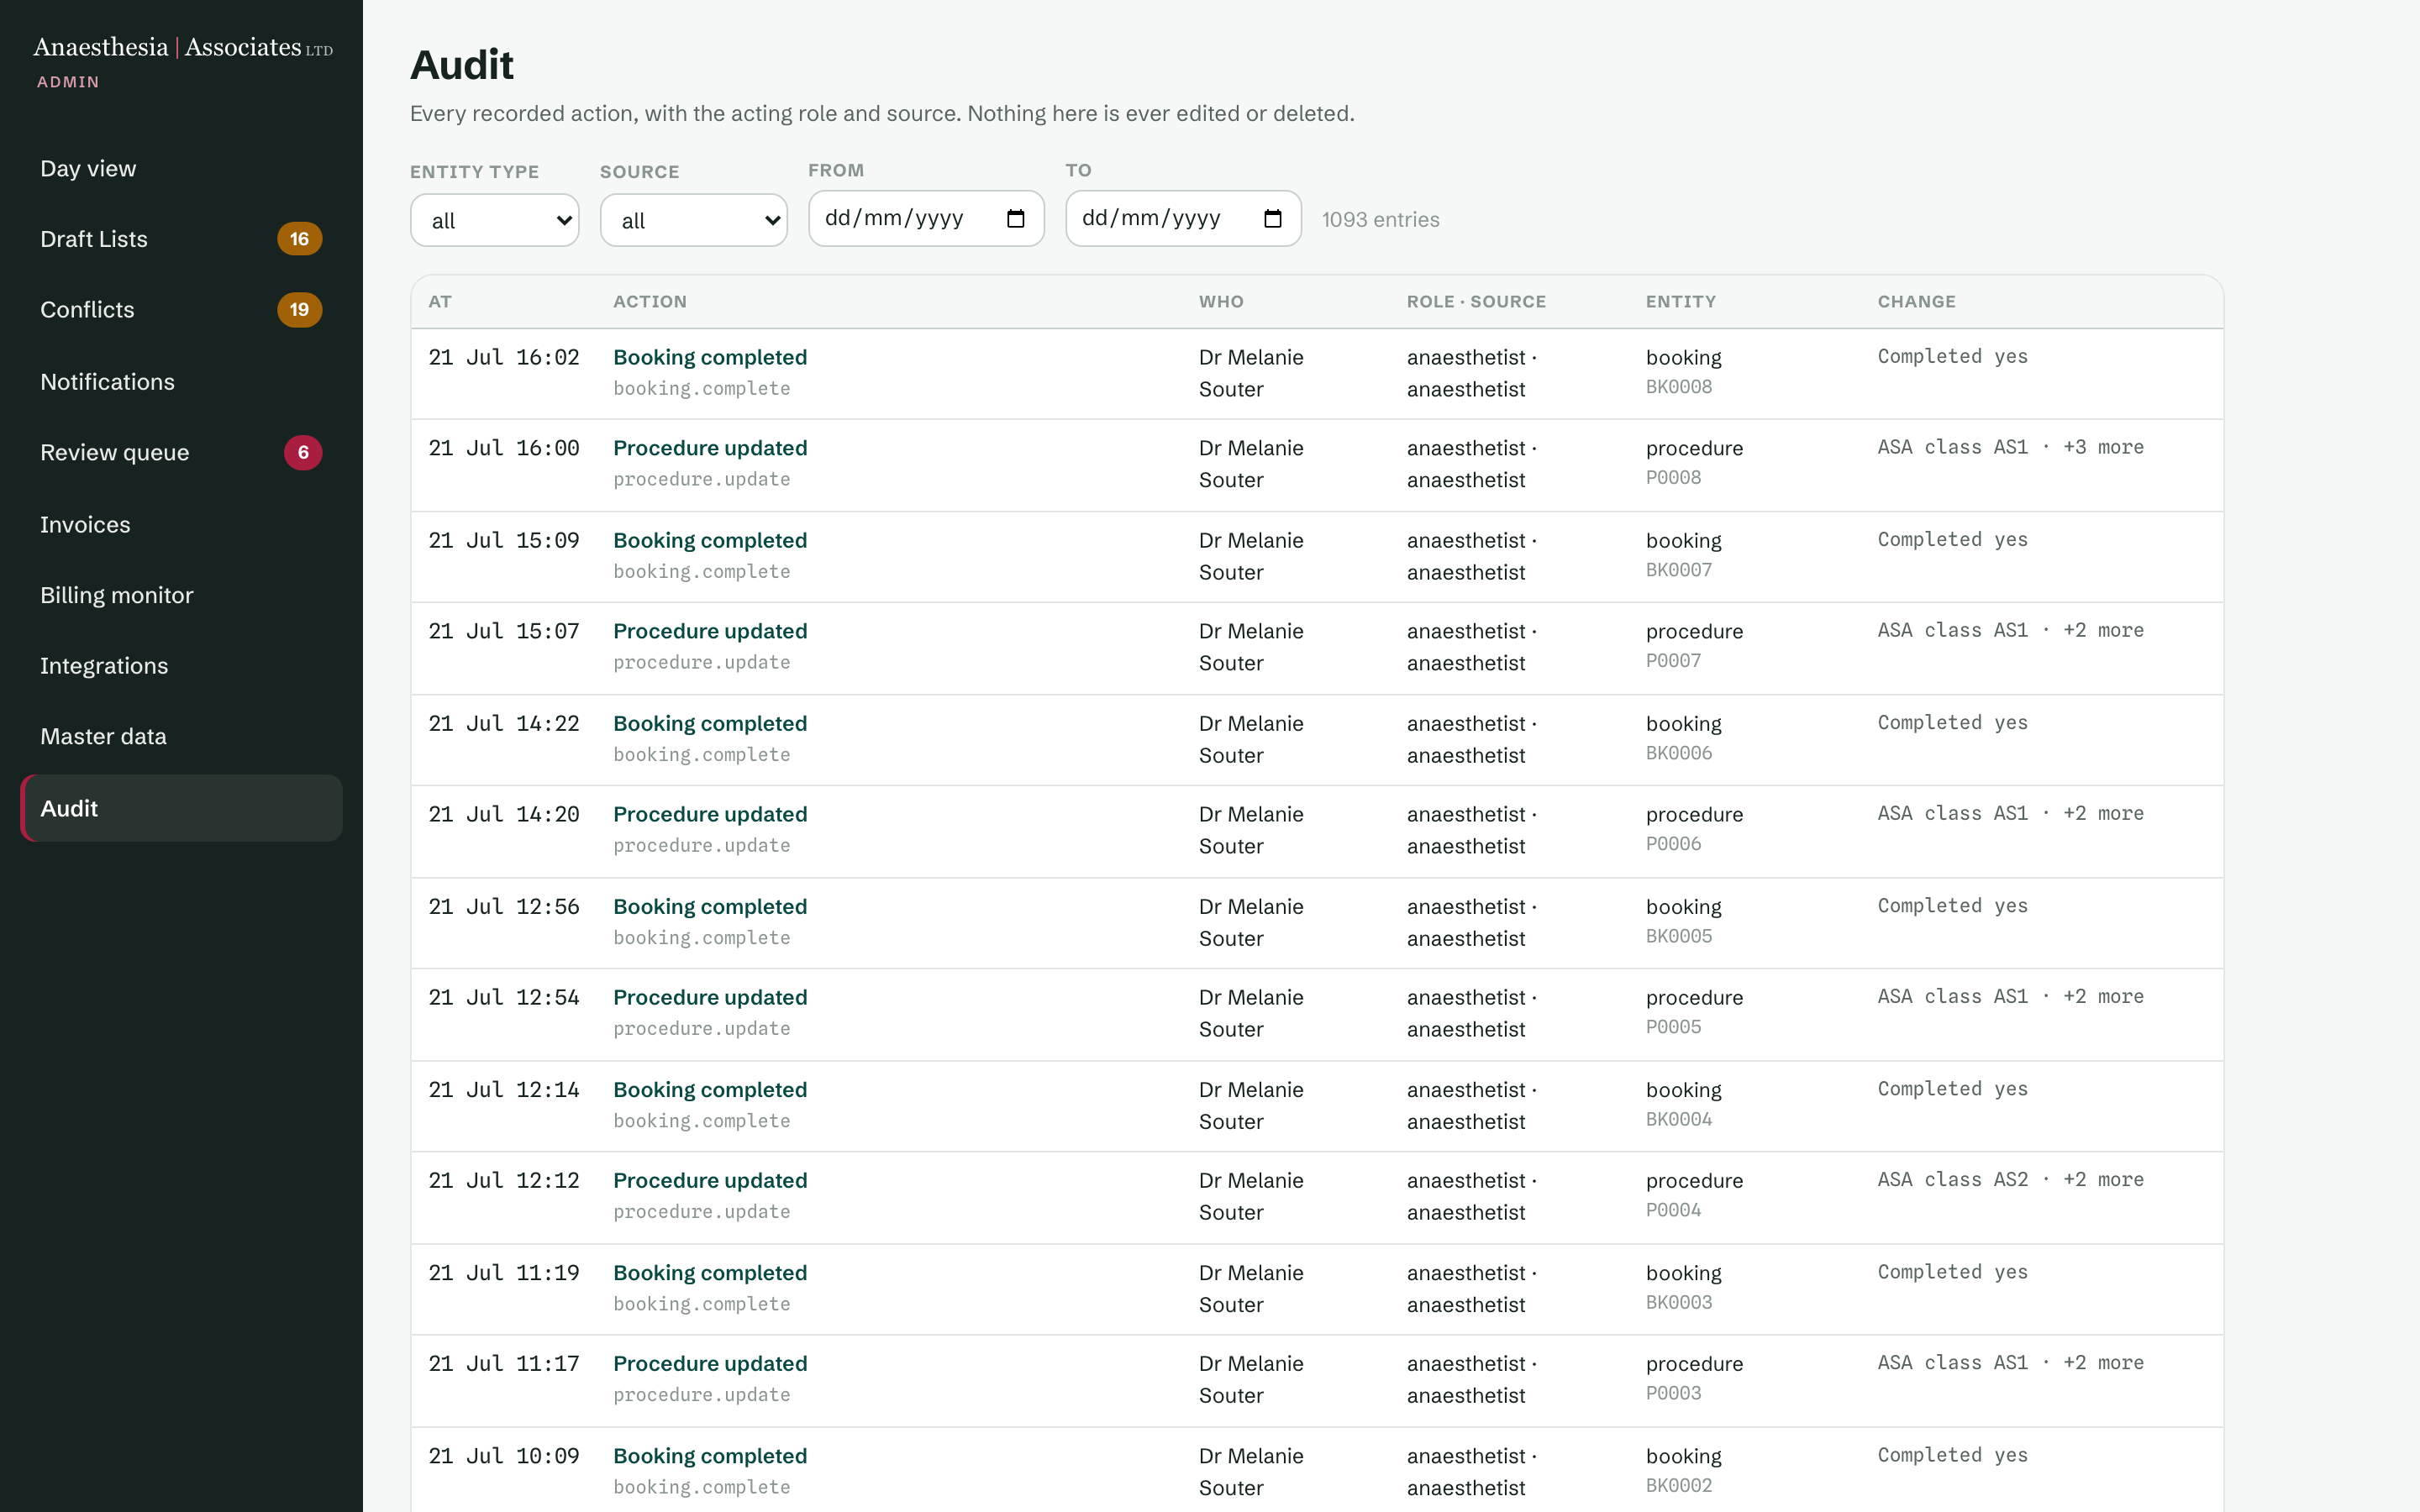 Anaesthesia | Associates LTD
ADMIN
Day view
Draft Lists 16
Conflicts 19
Notifications
Review queue 6
Invoices
Billing monitor
Integrations
Master data
Audit
Audit
Every recorded action, with the acting role and source. Nothing here is ever edited or deleted.
ENTITY TYPE SOURCE FROM TO
all all dd/mm/yyyy dd/mm/yyyy 1093 entries
AT ACTION WHO ROLE · SOURCE ENTITY CHANGE
21 Jul 16:02 Booking completed Dr Melanie anaesthetist · booking Completed yes
booking.complete Souter anaesthetist BK0008
21 Jul 16:00 Procedure updated Dr Melanie anaesthetist · procedure ASA class AS1 · +3 more
procedure.update Souter anaesthetist P0008
21 Jul 15:09 Booking completed Dr Melanie anaesthetist · booking Completed yes
booking.complete Souter anaesthetist BK0007
21 Jul 15:07 Procedure updated Dr Melanie anaesthetist · procedure ASA class AS1 · +2 more
procedure.update Souter anaesthetist P0007
21 Jul 14:22 Booking completed Dr Melanie anaesthetist · booking Completed yes
booking.complete Souter anaesthetist BK0006
21 Jul 14:20 Procedure updated Dr Melanie anaesthetist · procedure ASA class AS1 · +2 more
procedure.update Souter anaesthetist P0006
21 Jul 12:56 Booking completed Dr Melanie anaesthetist · booking Completed yes
booking.complete Souter anaesthetist BK0005
21 Jul 12:54 Procedure updated Dr Melanie anaesthetist · procedure ASA class AS1 · +2 more
procedure.update Souter anaesthetist P0005
21 Jul 12:14 Booking completed Dr Melanie anaesthetist · booking Completed yes
booking.complete Souter anaesthetist BK0004
21 Jul 12:12 Procedure updated Dr Melanie anaesthetist · procedure ASA class AS2 · +2 more
procedure.update Souter anaesthetist P0004
21 Jul 11:19 Booking completed Dr Melanie anaesthetist · booking Completed yes
booking.complete Souter anaesthetist BK0003
21 Jul 11:17 Procedure updated Dr Melanie anaesthetist · procedure ASA class AS1 · +2 more
procedure.update Souter anaesthetist P0003
21 Jul 10:09 Booking completed Dr Melanie anaesthetist · booking Completed yes
booking.complete Souter anaesthetist BK0002